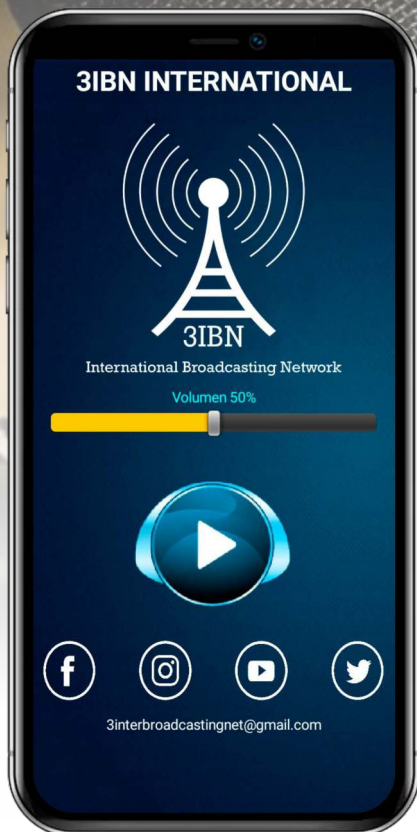 3IBN INTERNATIONAL
3IBN
International Broadcasting Network
Volumen 50%
3interbroadcastingnet@gmail.com